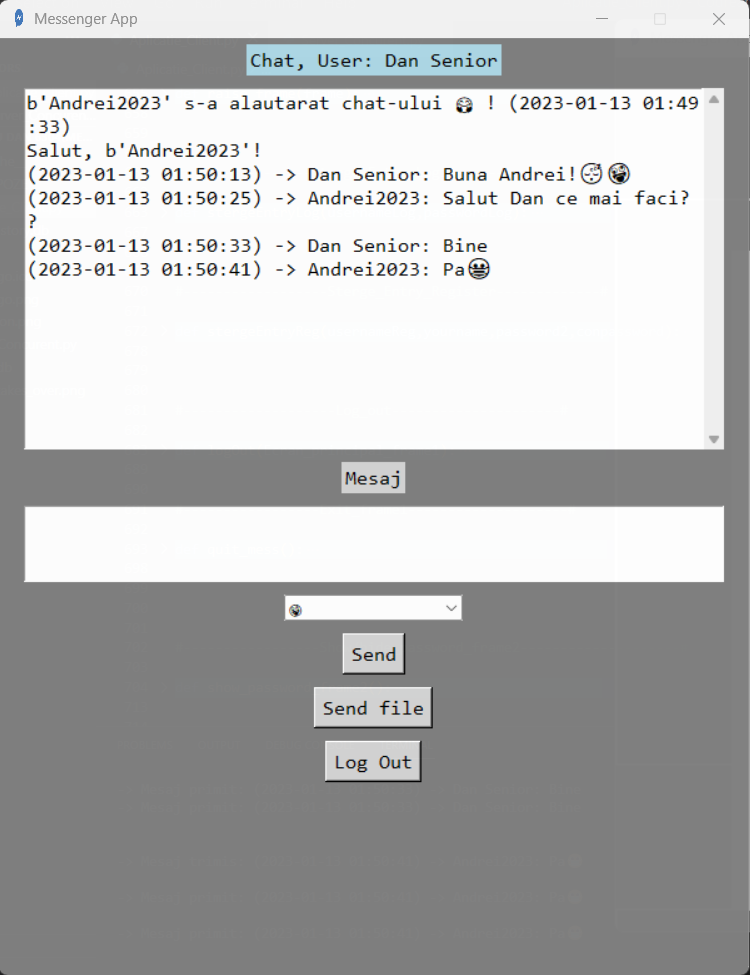 Messenger App
Chat, User: Dan Senior
b'Andrei2023' s-a alautarat chat-ului 😷 ! (2023-01-13 01:49
:33)
Salut, b'Andrei2023'!
(2023-01-13 01:50:13) -> Dan Senior: Buna Andrei!😴🤪
(2023-01-13 01:50:25) -> Andrei2023: Salut Dan ce mai faci?
?
(2023-01-13 01:50:33) -> Dan Senior: Bine
(2023-01-13 01:50:41) -> Andrei2023: Pa😬
Mesaj
🤪
Send
Send file
Log Out